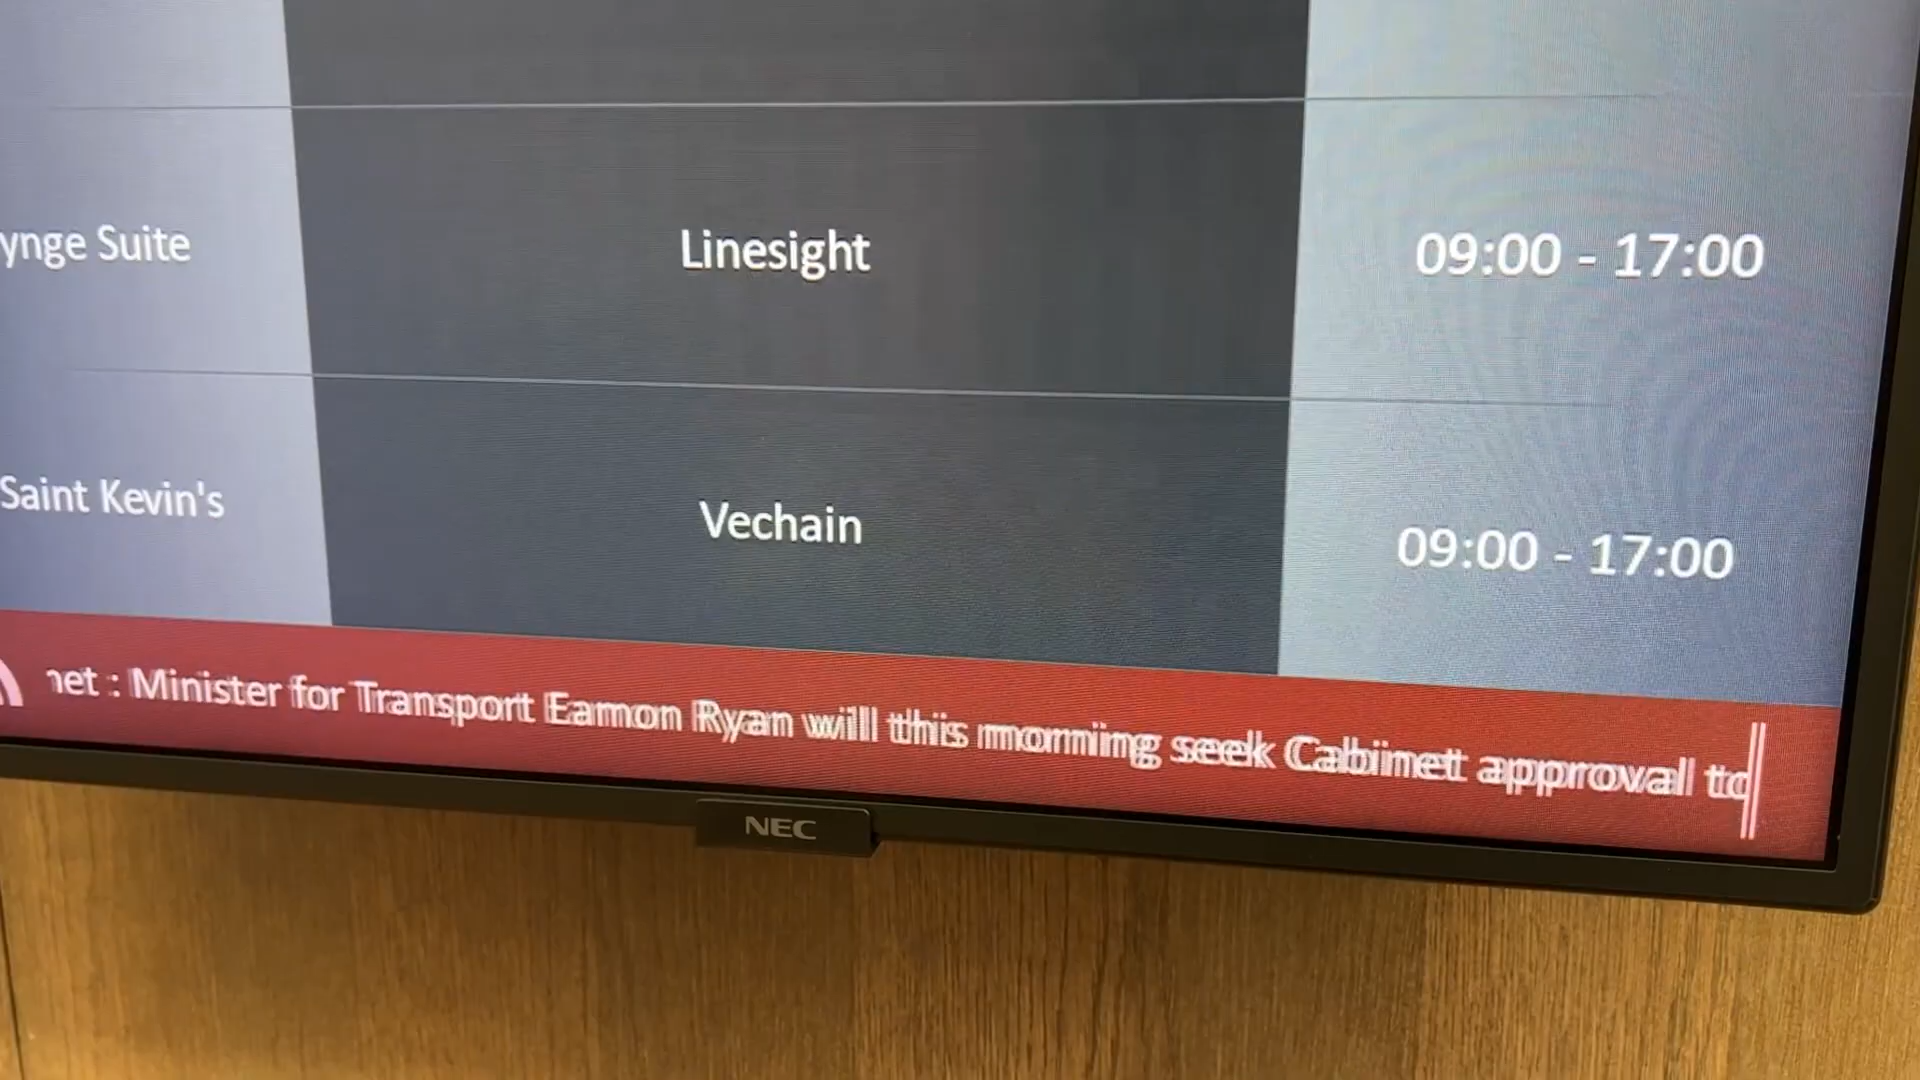 ynge Suite Linesight 09:00 - 17:00
Saint Kevin's Vechain 09:00 - 17:00
net : Minister for Transport Eamon Ryan will this morning seek Cabinet approval to
NEC